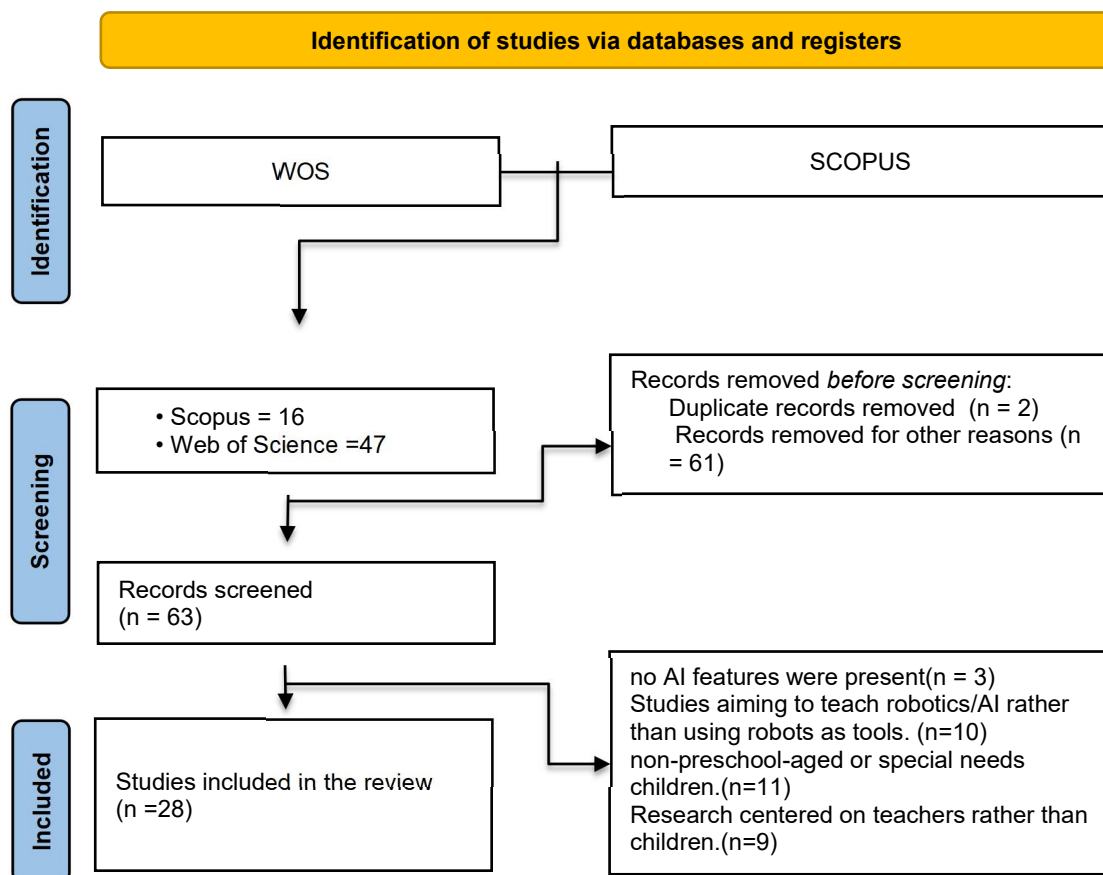 Identification of studies via databases and registers
Identification
WOS
SCOPUS
Screening
• Scopus = 16
• Web of Science =47
Records removed before screening:
Duplicate records removed (n = 2)
Records removed for other reasons (n
= 61)
Records screened
(n = 63)
Included
Studies included in the review
(n =28)
no AI features were present(n = 3)
Studies aiming to teach robotics/AI rather
than using robots as tools. (n=10)
non-preschool-aged or special needs
children.(n=11)
Research centered on teachers rather than
children.(n=9)